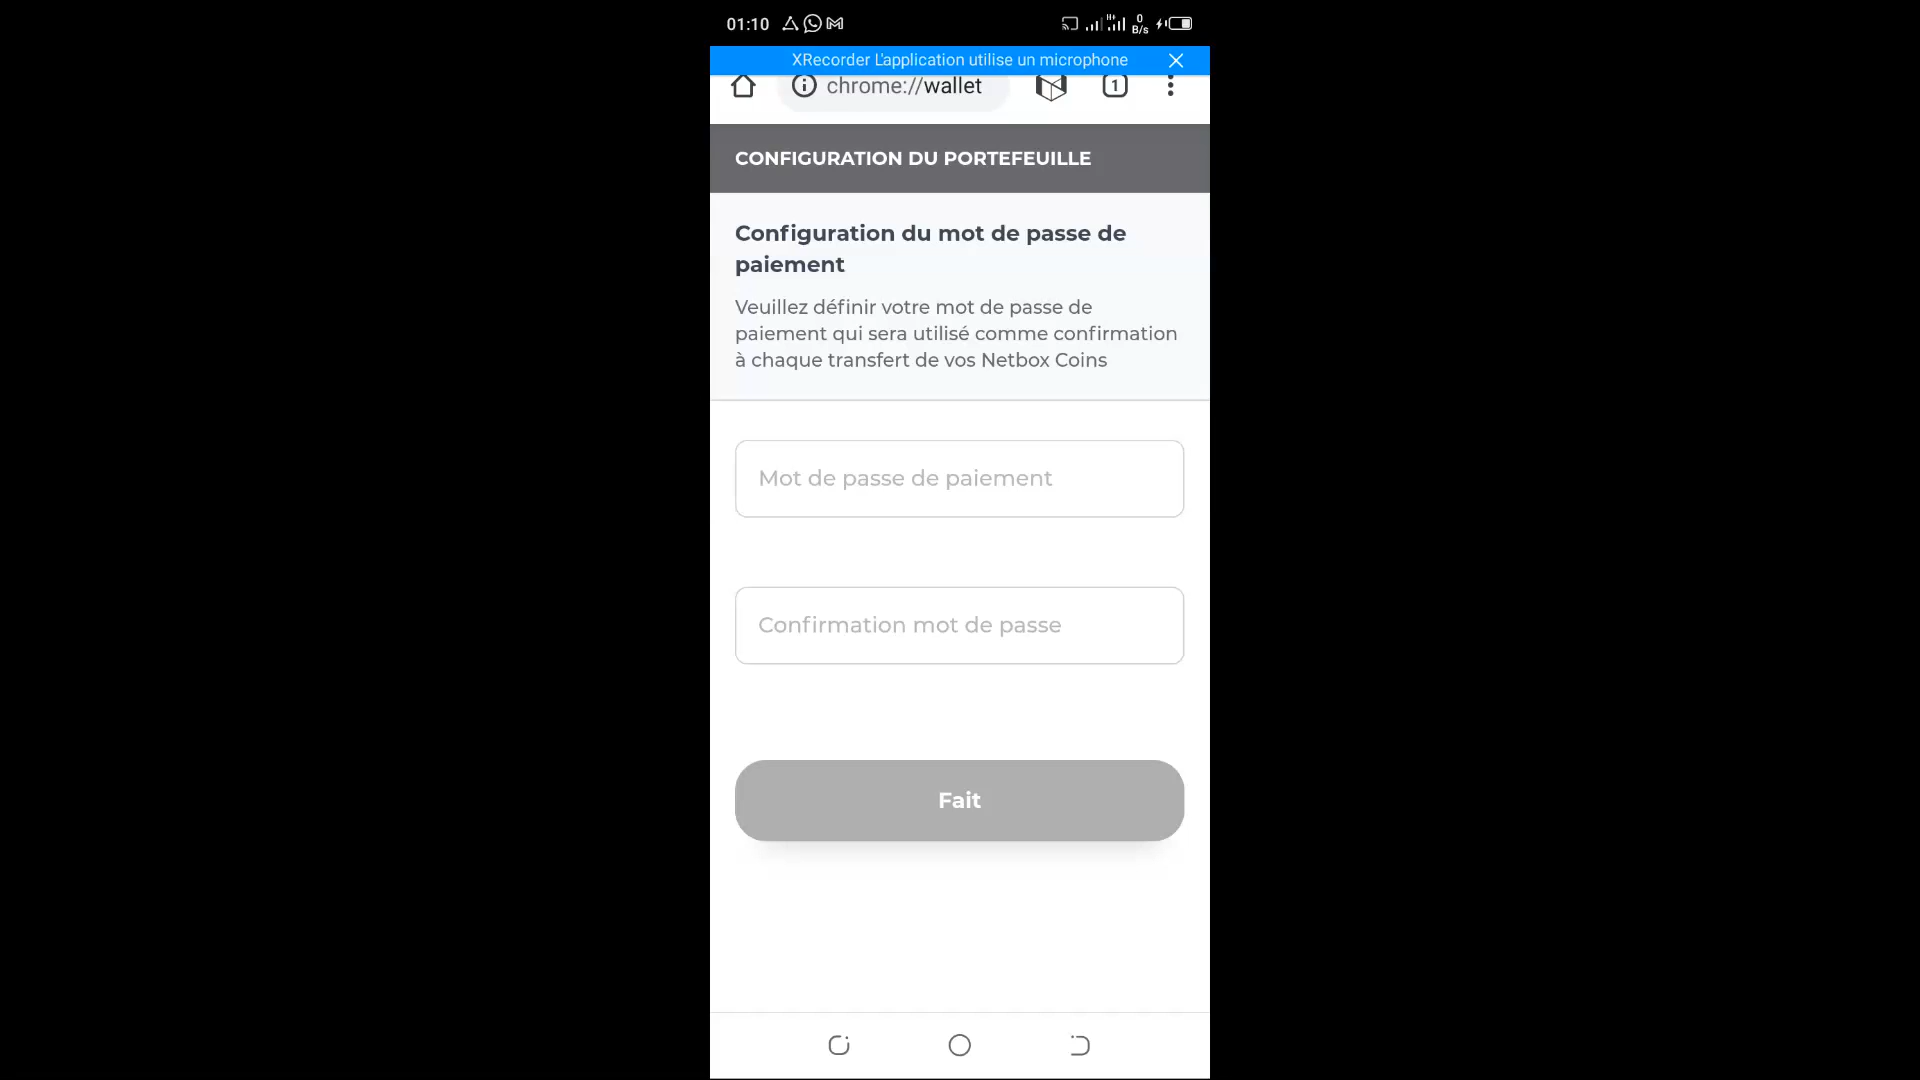 01:10
0
B/s
XRecorder L'application utilise un microphone
chrome://wallet
1
CONFIGURATION DU PORTEFEUILLE
Configuration du mot de passe de
paiement
Veuillez définir votre mot de passe de
paiement qui sera utilisé comme confirmation
à chaque transfert de vos Netbox Coins
Mot de passe de paiement
Confirmation mot de passe
Fait